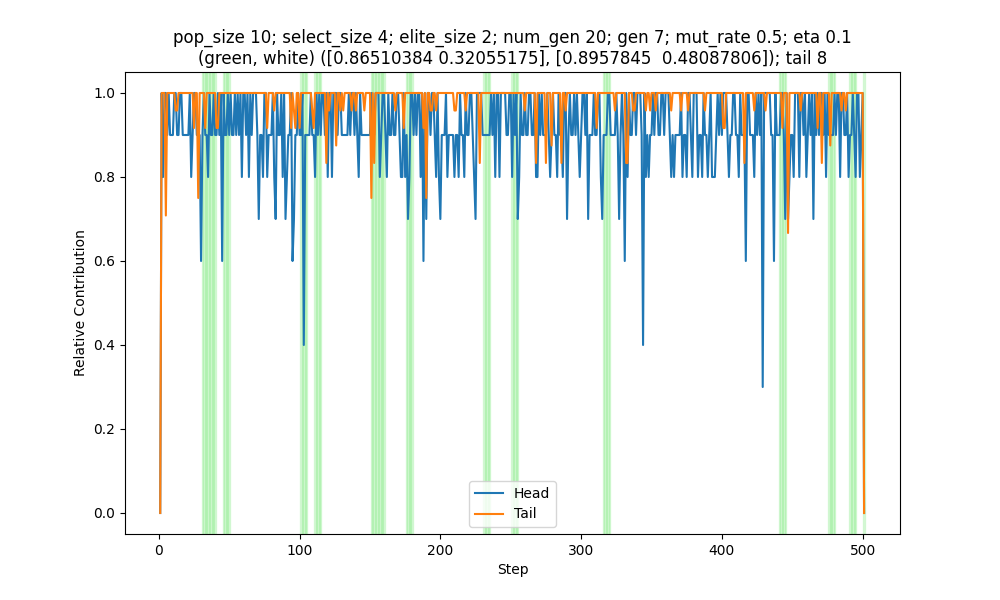 pop_size 10; select_size 4; elite_size 2; num_gen 20; gen 7; mut_rate 0.5; eta 0.1
(green, white) ([0.86510384 0.32055175], [0.8957845  0.48087806]); tail 8
Relative Contribution
1.0
0.8
0.6
0.4
0.2
0.0
Head
Tail
0 100 200 300 400 500
Step